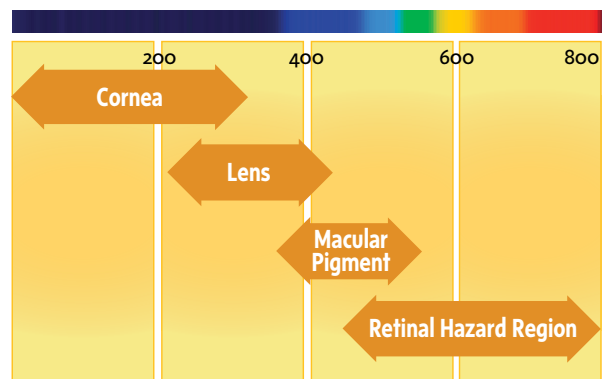 200 400 600 800
Cornea
Lens
Macular
Pigment
Retinal Hazard Region